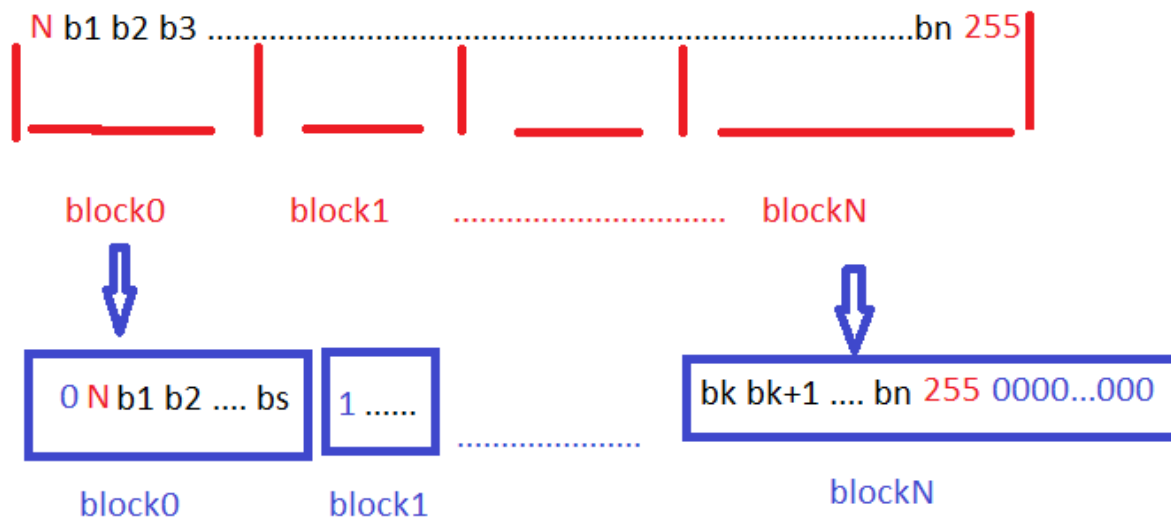 N b1 b2 b3 ........................................................................bn 255
block0 block1 ............................. blockN
0 N b1 b2 .... bs 1 ...... bk bk+1 .... bn 255 0000...000
....................
block0 block1 blockN